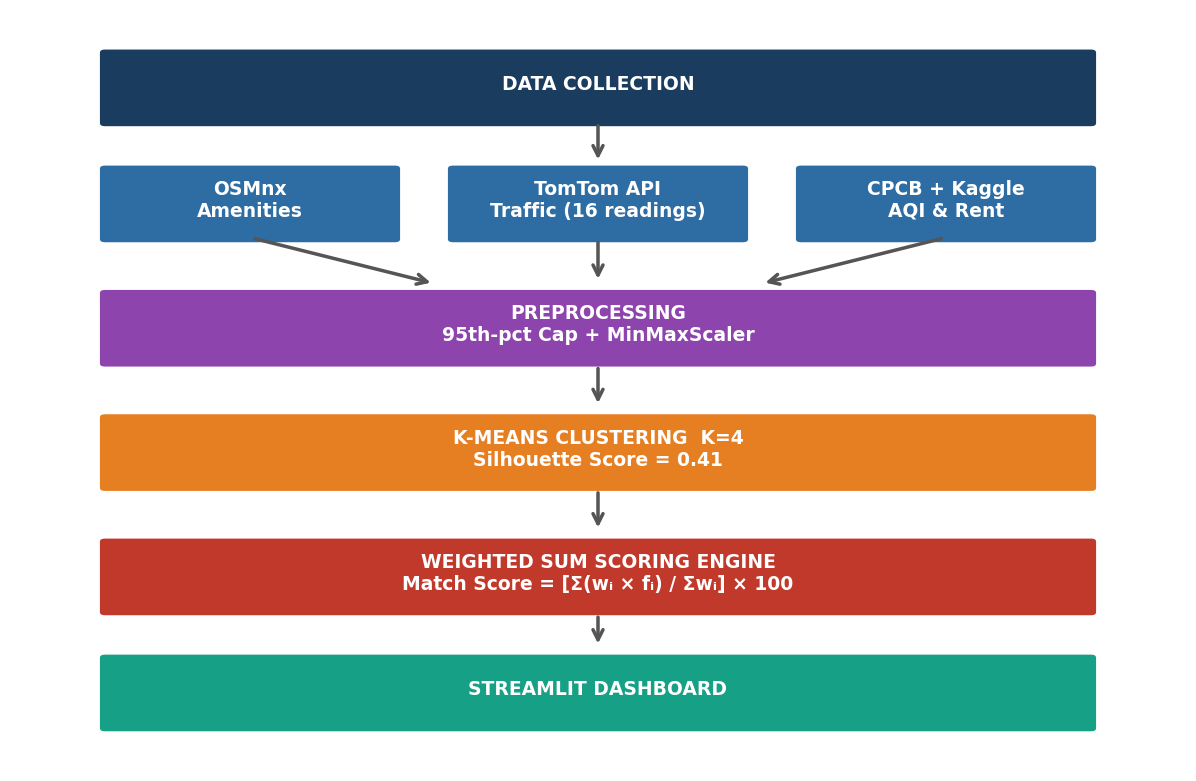 DATA COLLECTION
OSMnx
Amenities
TomTom API
Traffic (16 readings)
CPCB + Kaggle
AQI & Rent
PREPROCESSING
95th-pct Cap + MinMaxScaler
K-MEANS CLUSTERING  K=4
Silhouette Score = 0.41
WEIGHTED SUM SCORING ENGINE
Match Score = [Σ(wᵢ × fᵢ) / Σwᵢ] × 100
STREAMLIT DASHBOARD